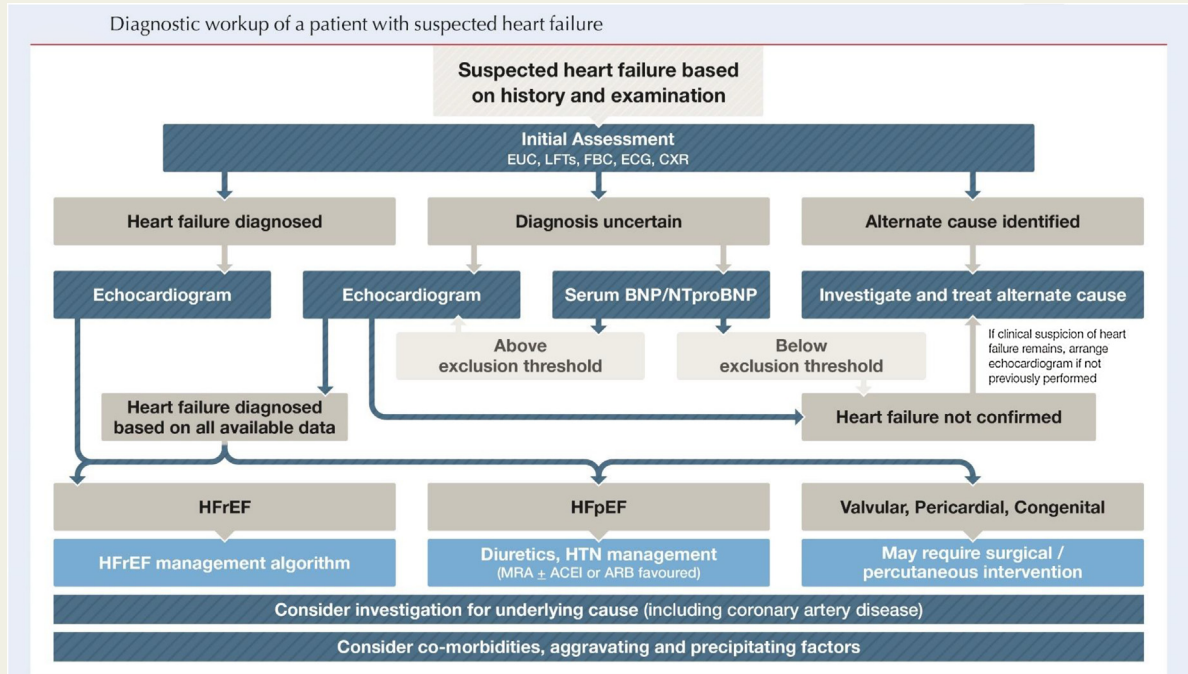 Diagnostic workup of a patient with suspected heart failure
Suspected heart failure based
on history and examination
Initial Assessment
EUC, LFTs, FBC, ECG, CXR
Heart failure diagnosed
Diagnosis uncertain
Alternate cause identified
Echocardiogram
Echocardiogram
Serum BNP/NTproBNP
Investigate and treat alternate cause
Above
exclusion threshold
Below
exclusion threshold
If clinical suspicion of heart
failure remains, arrange
echocardiogram if not
previously performed
Heart failure diagnosed
based on all available data
Heart failure not confirmed
HFrEF
HFpEF
Valvular, Pericardial, Congenital
HFrEF management algorithm
Diuretics, HTN management
(MRA ± ACEI or ARB favoured)
May require surgical /
percutaneous intervention
Consider investigation for underlying cause (including coronary artery disease)
Consider co-morbidities, aggravating and precipitating factors